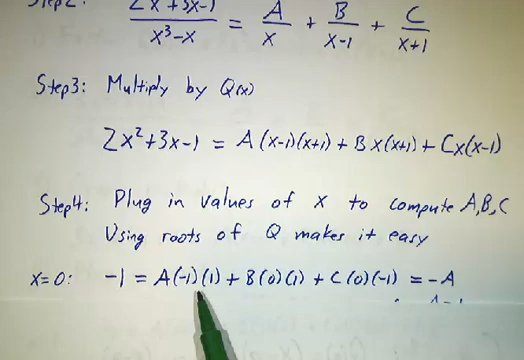 Step2: 2x²+3x-1 / x³-x = A/x + B/x-1 + C/x+1
Step3: Multiply by Q(x)
2x²+3x-1 = A(x-1)(x+1) + Bx(x+1) + Cx(x-1)
Step4: Plug in values of x to compute A,B,C
Using roots of Q makes it easy
x=0: -1 = A(-1)(1) + B(0)(1) + C(0)(-1) = -A